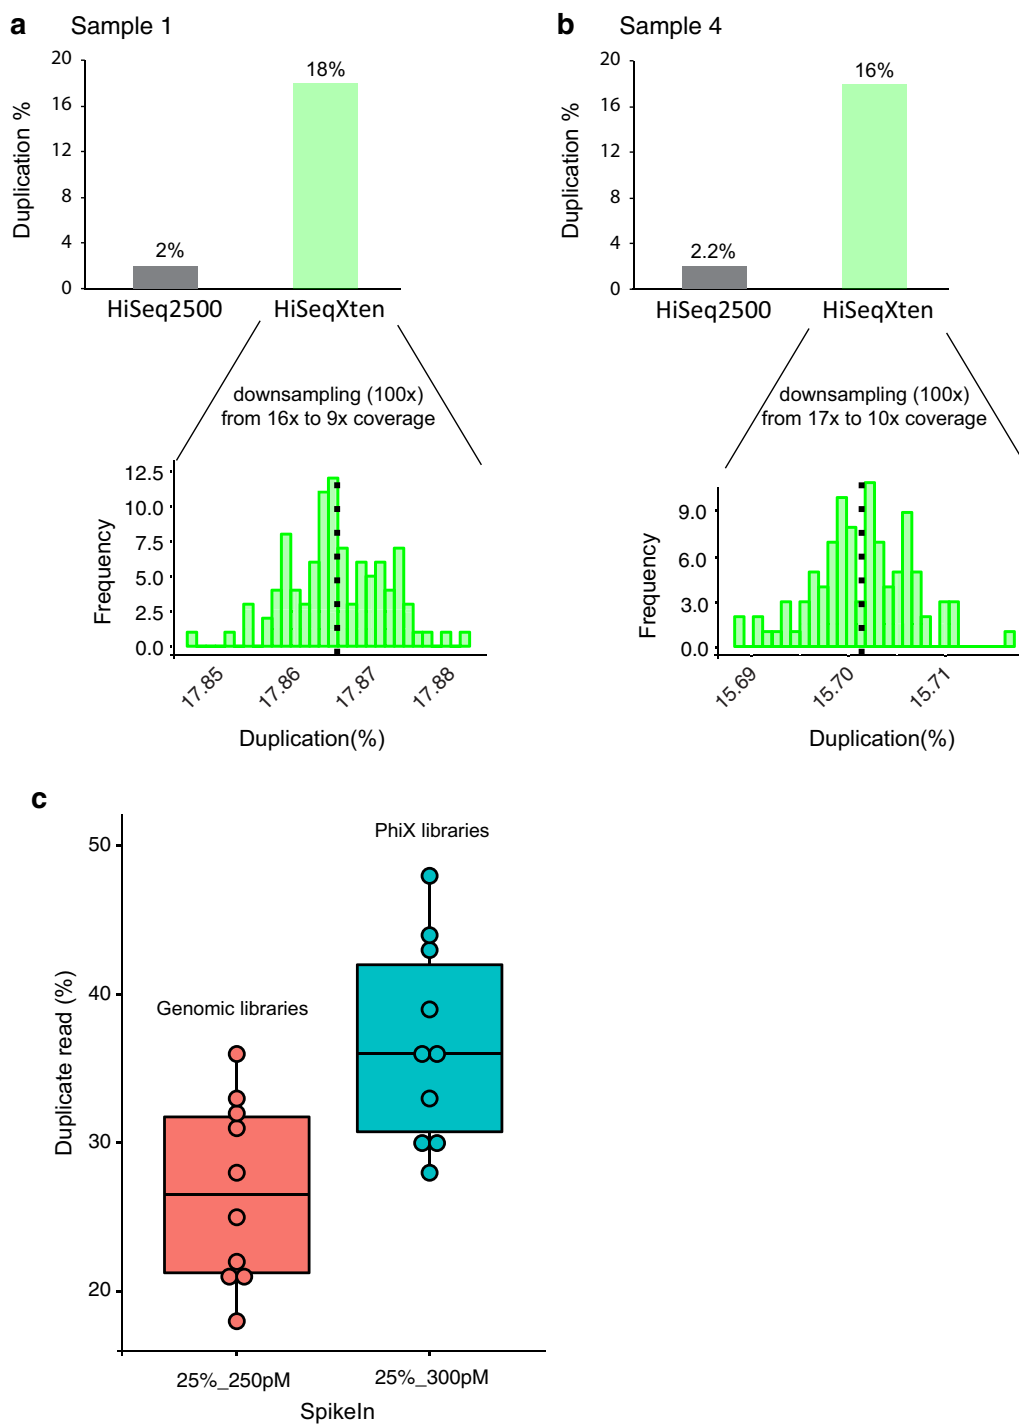 a Sample 1
20
16
12
8
4
0
Duplication %
2%
18%
HiSeq2500
HiSeqXten
downsampling (100x)
from 16x to 9x coverage
12.5
10.0
7.5
5.0
2.5
0.0
Frequency
17.85
17.86
17.87
17.88
Duplication(%)
b Sample 4
20
16
12
8
4
0
Duplication %
2.2%
16%
HiSeq2500
HiSeqXten
downsampling (100x)
from 17x to 10x coverage
9.0
6.0
3.0
0.0
Frequency
15.69
15.70
15.71
Duplication(%)
c
50
40
30
20
Duplicate read (%)
Genomic libraries
PhiX libraries
25%_250pM
25%_300pM
SpikeIn